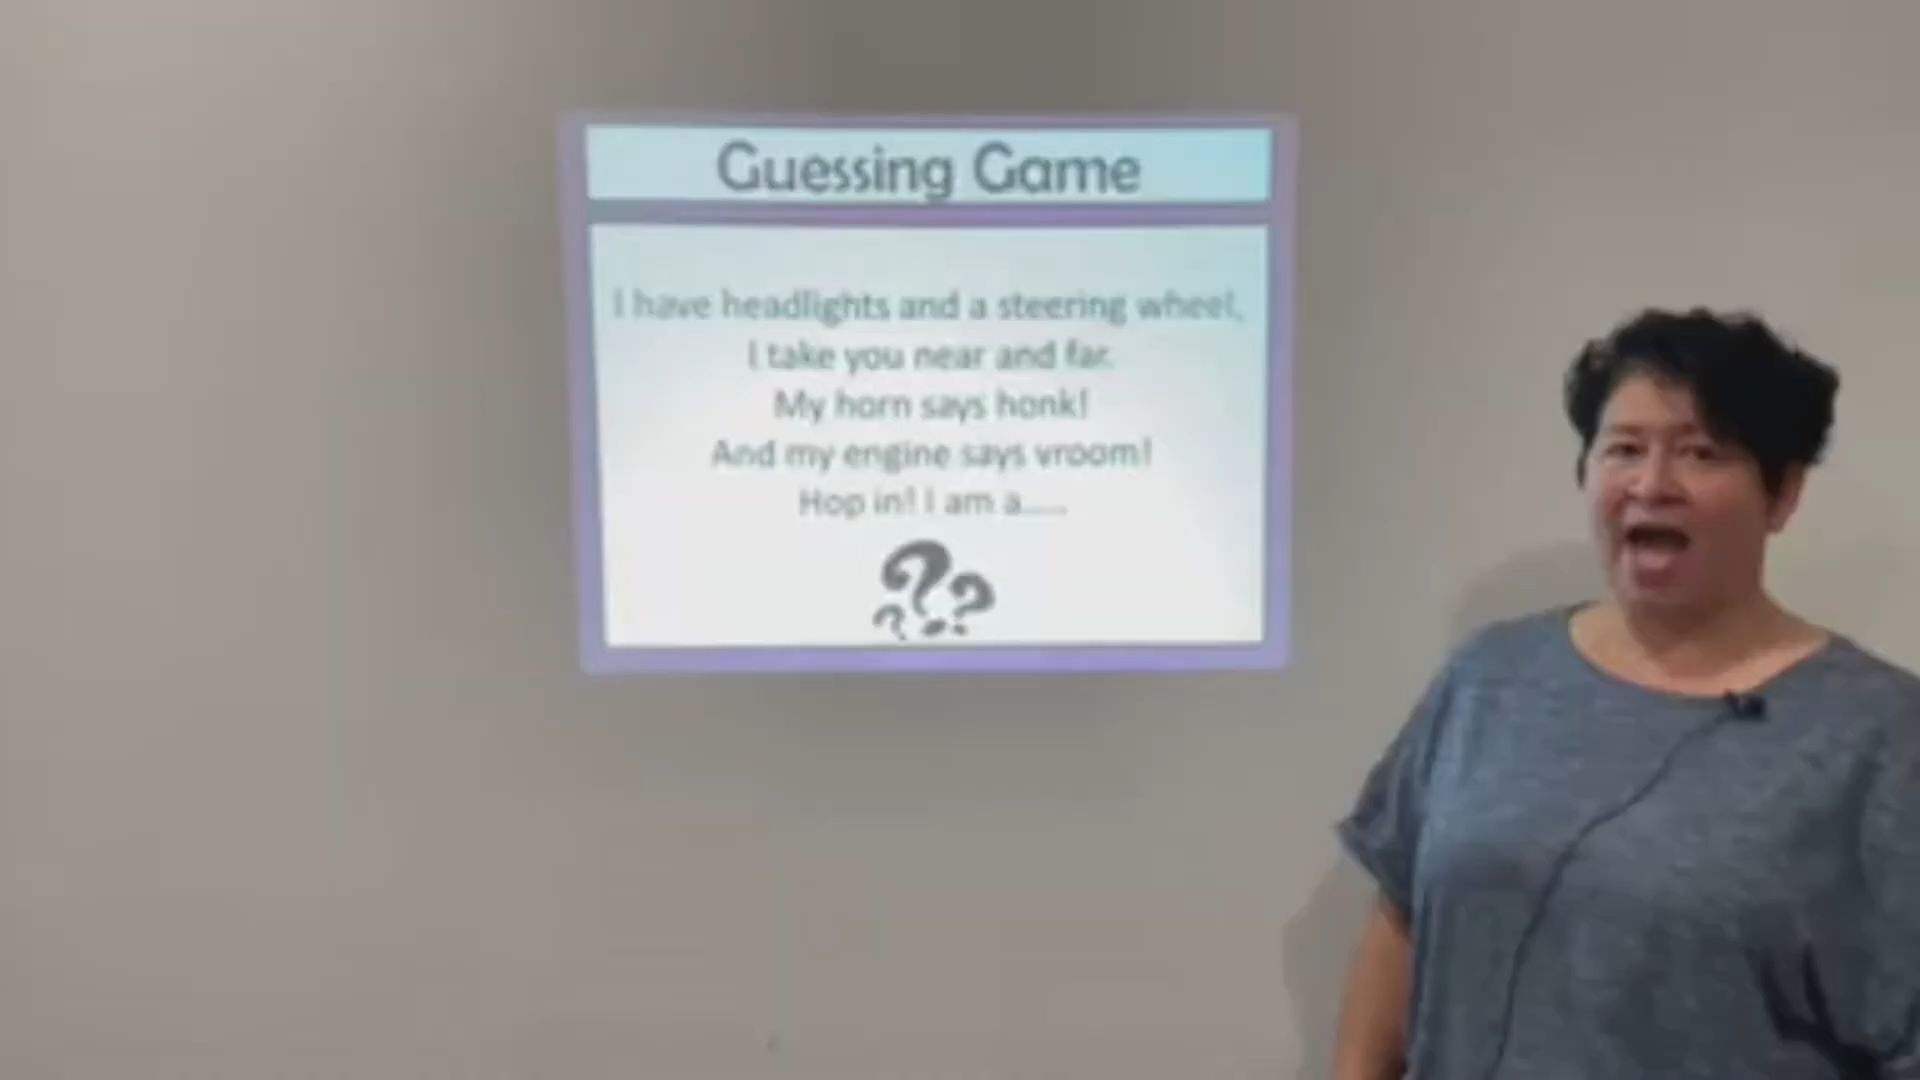 Guessing Game
I have headlights and a steering wheel,
I take you near and far.
My horn says honk!
And my engine says vroom!
Hop in! I am a.....
???